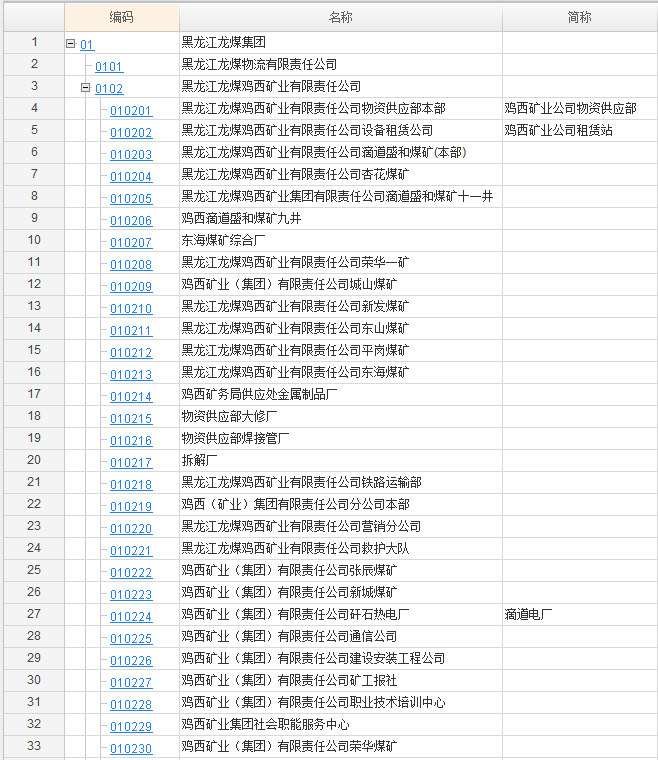 编码 名称 简称
1 01 黑龙江龙煤集团
2 0101 黑龙江龙煤物流有限责任公司
3 0102 黑龙江龙煤鸡西矿业有限责任公司
4 010201 黑龙江龙煤鸡西矿业有限责任公司物资供应部本部 鸡西矿业公司物资供应部
5 010202 黑龙江龙煤鸡西矿业有限责任公司设备租赁公司 鸡西矿业公司租赁站
6 010203 黑龙江龙煤鸡西矿业有限责任公司滴道盛和煤矿(本部)
7 010204 黑龙江龙煤鸡西矿业有限责任公司杏花煤矿
8 010205 黑龙江龙煤鸡西矿业集团有限责任公司滴道盛和煤矿十一井
9 010206 鸡西滴道盛和煤矿九井
10 010207 东海煤矿综合厂
11 010208 黑龙江龙煤鸡西矿业有限责任公司荣华一矿
12 010209 鸡西矿业（集团）有限责任公司城山煤矿
13 010210 黑龙江龙煤鸡西矿业有限责任公司新发煤矿
14 010211 黑龙江龙煤鸡西矿业有限责任公司东山煤矿
15 010212 黑龙江龙煤鸡西矿业有限责任公司平岗煤矿
16 010213 黑龙江龙煤鸡西矿业有限责任公司东海煤矿
17 010214 鸡西矿务局供应处金属制品厂
18 010215 物资供应部大修厂
19 010216 物资供应部焊接管厂
20 010217 拆解厂
21 010218 黑龙江龙煤鸡西矿业有限责任公司铁路运输部
22 010219 鸡西（矿业）集团有限责任公司分公司本部
23 010220 黑龙江龙煤鸡西矿业有限责任公司营销分公司
24 010221 黑龙江龙煤鸡西矿业有限责任公司救护大队
25 010222 鸡西矿业（集团）有限责任公司张辰煤矿
26 010223 鸡西矿业（集团）有限责任公司新城煤矿
27 010224 鸡西矿业（集团）有限责任公司矸石热电厂 滴道电厂
28 010225 鸡西矿业（集团）有限责任公司通信公司
29 010226 鸡西矿业（集团）有限责任公司建设安装工程公司
30 010227 鸡西矿业（集团）有限责任公司矿工报社
31 010228 鸡西矿业（集团）有限责任公司职业技术培训中心
32 010229 鸡西矿业集团社会职能服务中心
33 010230 鸡西矿业（集团）有限责任公司荣华煤矿